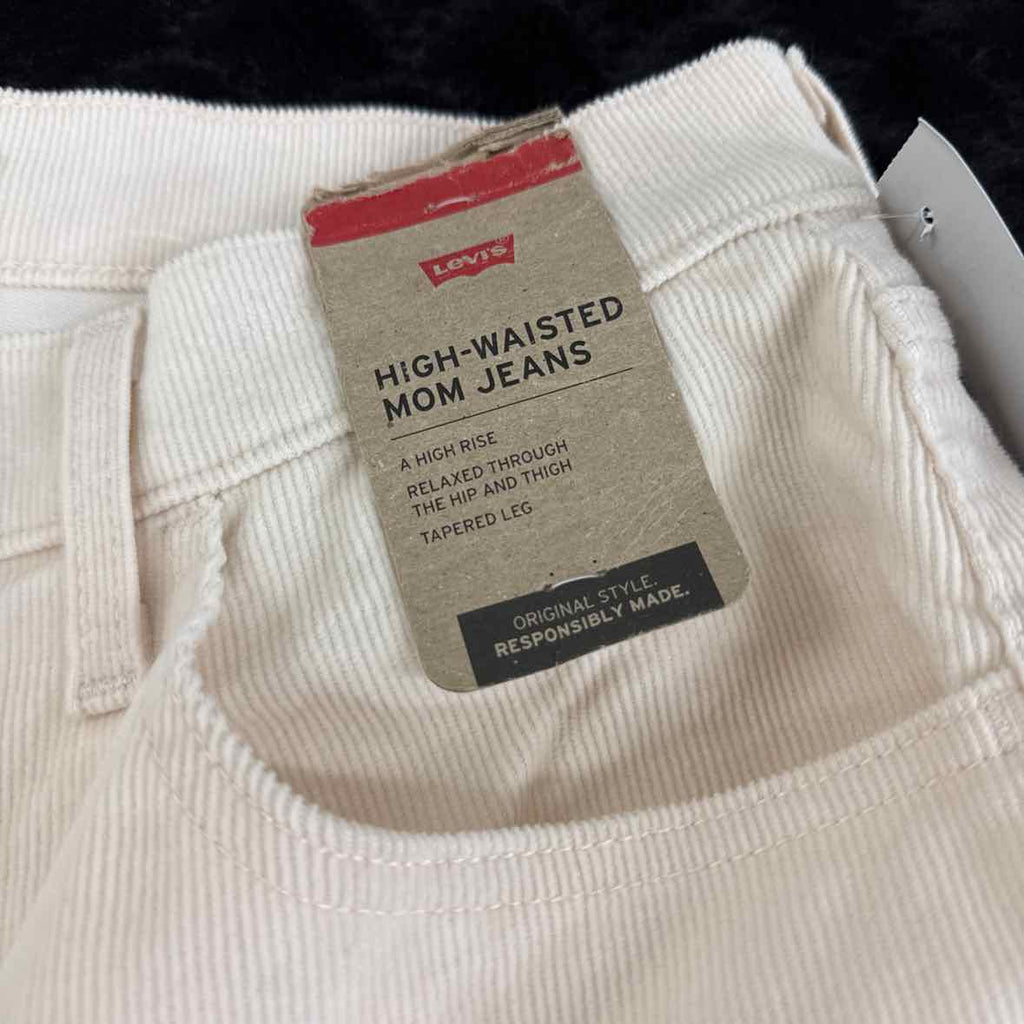 Levi's®
HIGH-WAISTED
MOM JEANS
A HIGH RISE
RELAXED THROUGH
THE HIP AND THIGH
TAPERED LEG
ORIGINAL STYLE.
RESPONSIBLY MADE.